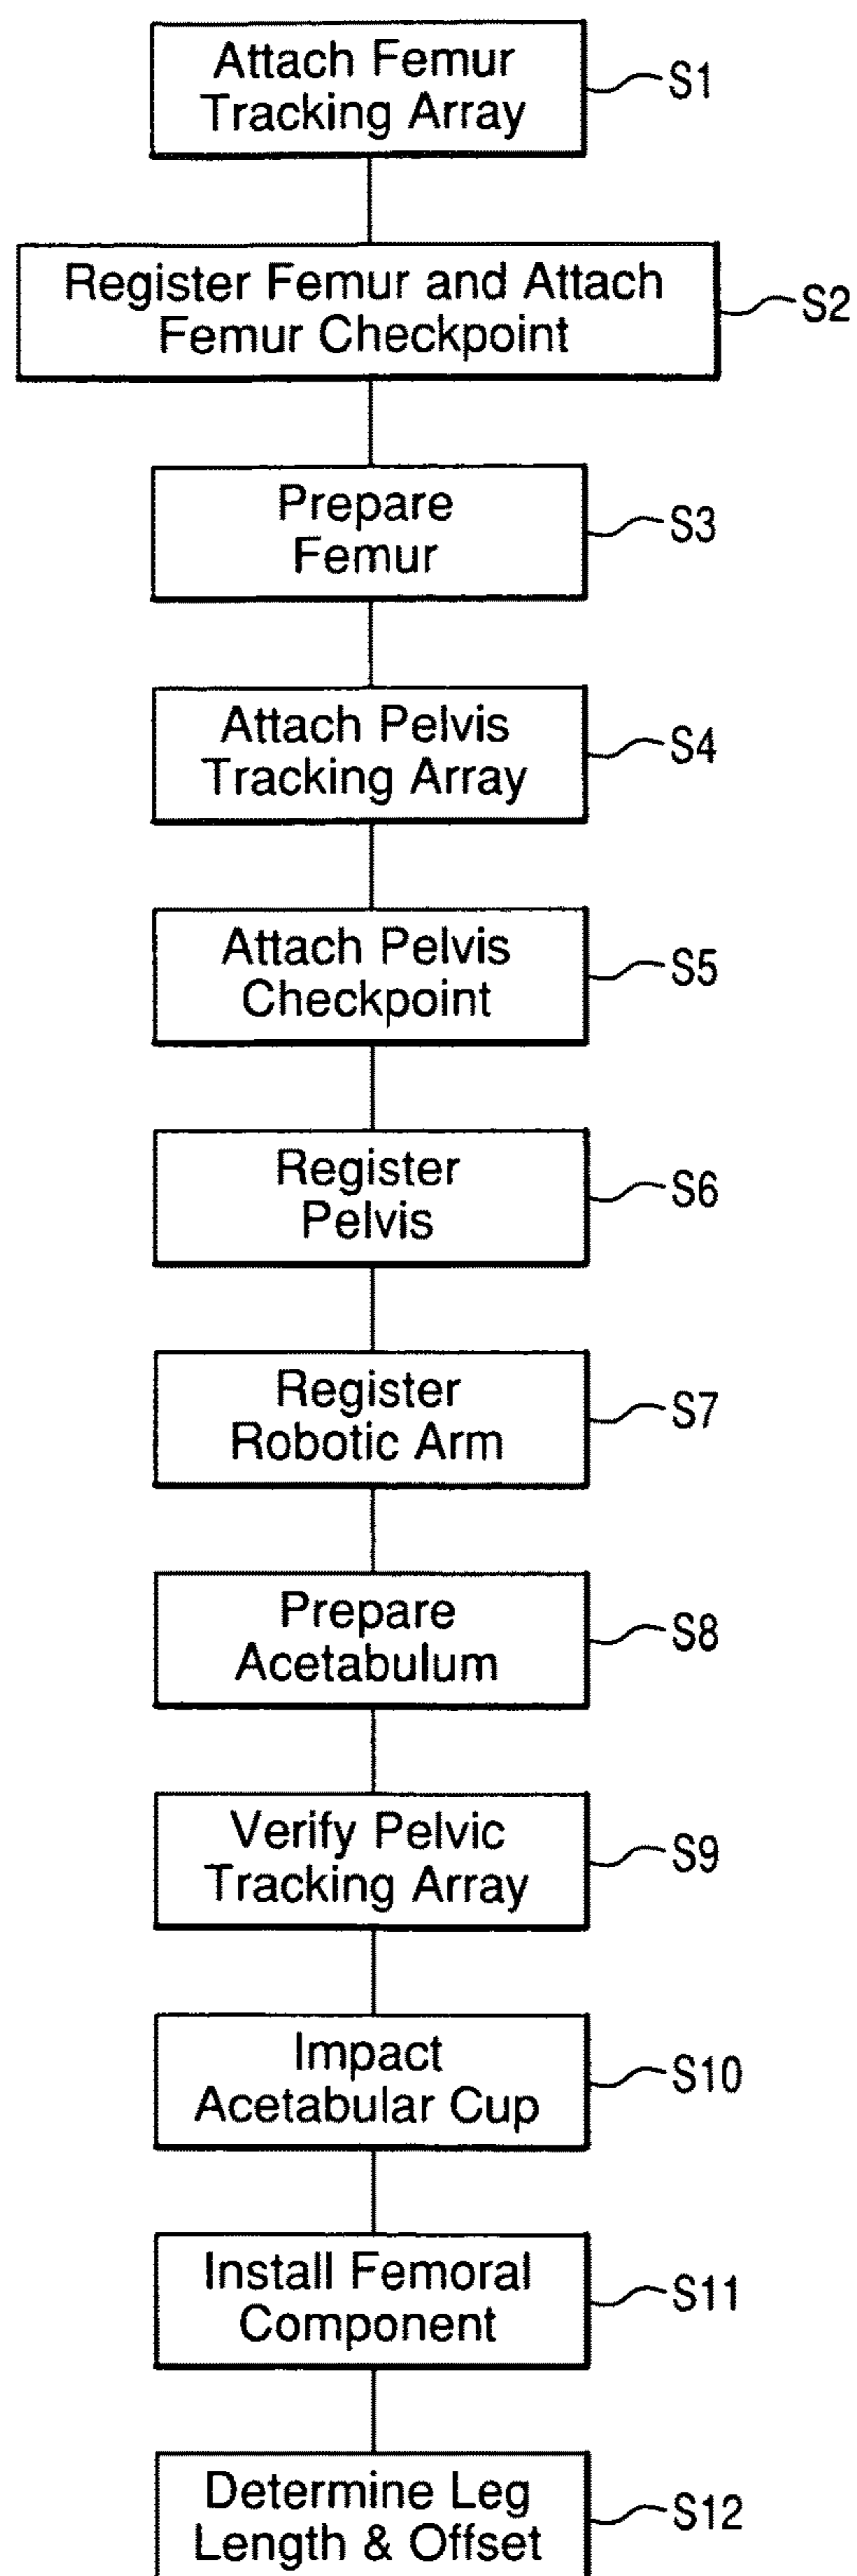 Attach Femur
Tracking Array
S1
Register Femur and Attach
Femur Checkpoint
S2
Prepare
Femur
S3
Attach Pelvis
Tracking Array
S4
Attach Pelvis
Checkpoint
S5
Register
Pelvis
S6
Register
Robotic Arm
S7
Prepare
Acetabulum
S8
Verify Pelvic
Tracking Array
S9
Impact
Acetabular Cup
S10
Install Femoral
Component
S11
Determine Leg
Length & Offset
S12